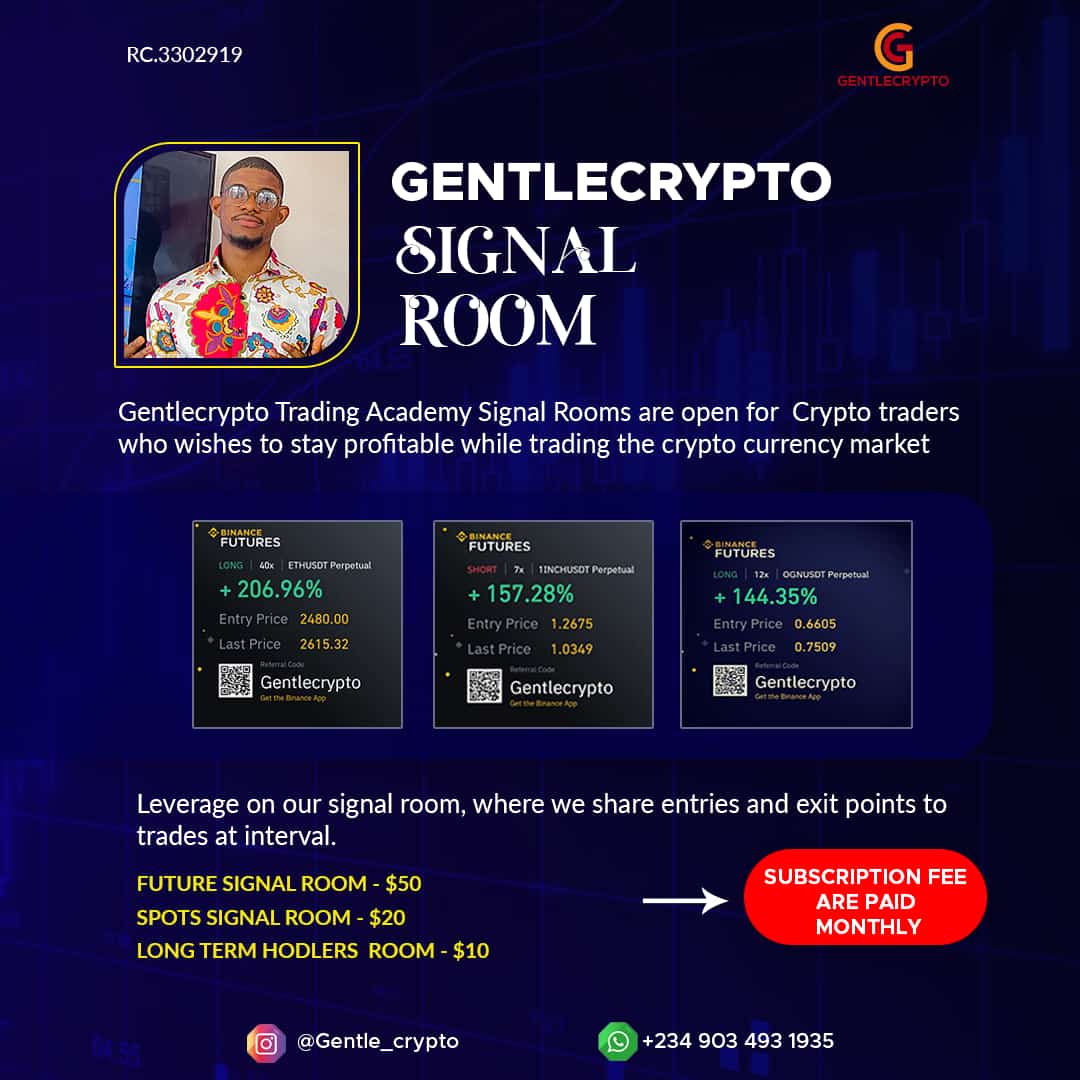 RC.3302919
GENTLECRYPTO
GENTLECRYPTO
SIGNAL
ROOM
Gentlecrypto Trading Academy Signal Rooms are open for Crypto traders
who wishes to stay profitable while trading the crypto currency market
BINANCE
FUTURES
LONG | 40x | ETHUSDT Perpetual
+ 206.96%
Entry Price 2480.00
Last Price 2615.32
Referral Code
Gentlecrypto
Get the Binance App
BINANCE
FUTURES
SHORT | 7x | 1INCHUSDT Perpetual
+ 157.28%
Entry Price 1.2675
Last Price 1.0349
Referral Code
Gentlecrypto
Get the Binance App
BINANCE
FUTURES
LONG | 12x | OGNUSDT Perpetual
+ 144.35%
Entry Price 0.6605
Last Price 0.7509
Referral Code
Gentlecrypto
Get the Binance App
Leverage on our signal room, where we share entries and exit points to
trades at interval.
FUTURE SIGNAL ROOM - $50
SPOTS SIGNAL ROOM - $20
LONG TERM HODLERS ROOM - $10
SUBSCRIPTION FEE
ARE PAID
MONTHLY
@Gentle_crypto
+234 903 493 1935